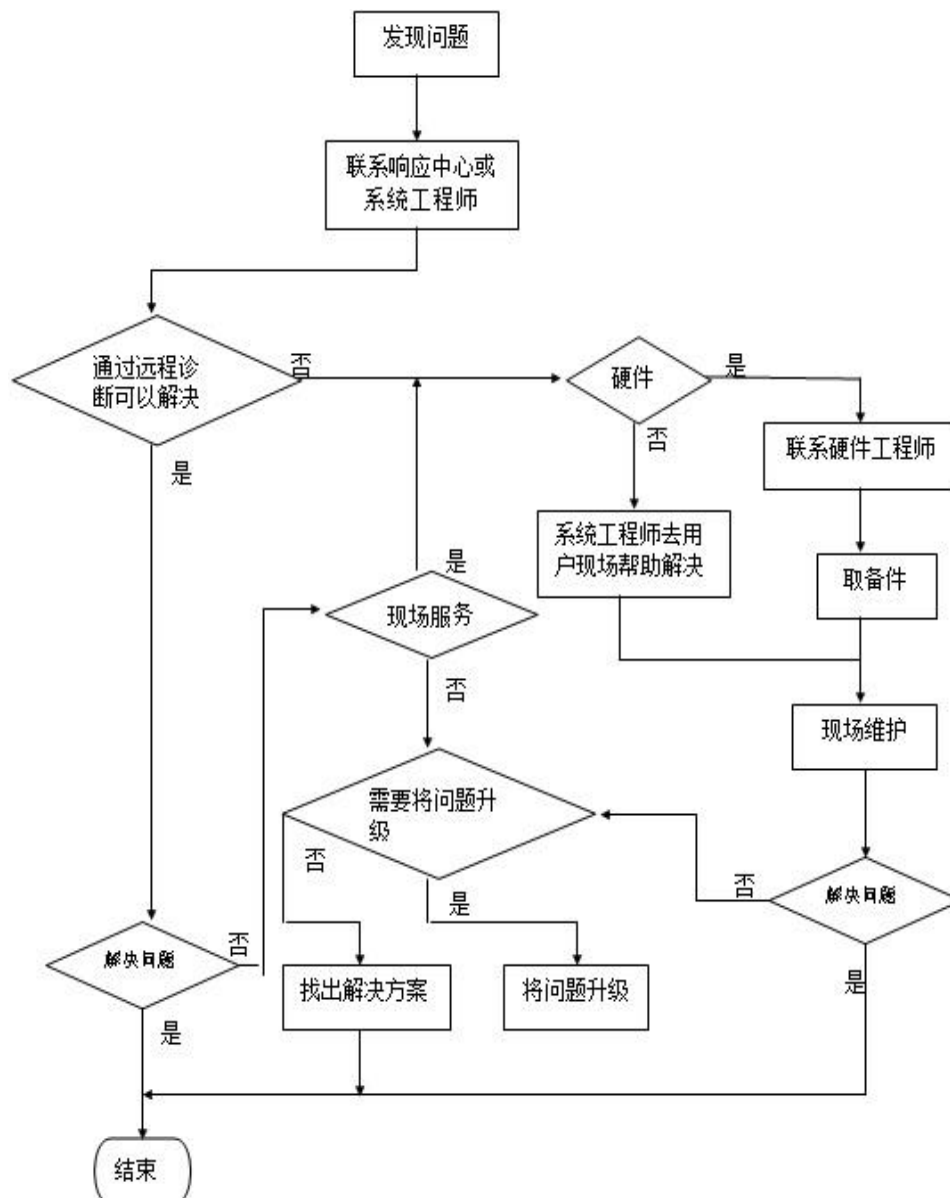 发现问题
联系响应中心或
系统工程师
通过远程诊
断可以解决
否
硬件
是
联系硬件工程师
是
否
系统工程师去用
户现场帮助解决
取备件
是
现场服务
否
现场维护
需要将问题升
级
否
是
否
解决问题
解决问题
否
找出解决方案
将问题升级
是
是
结束